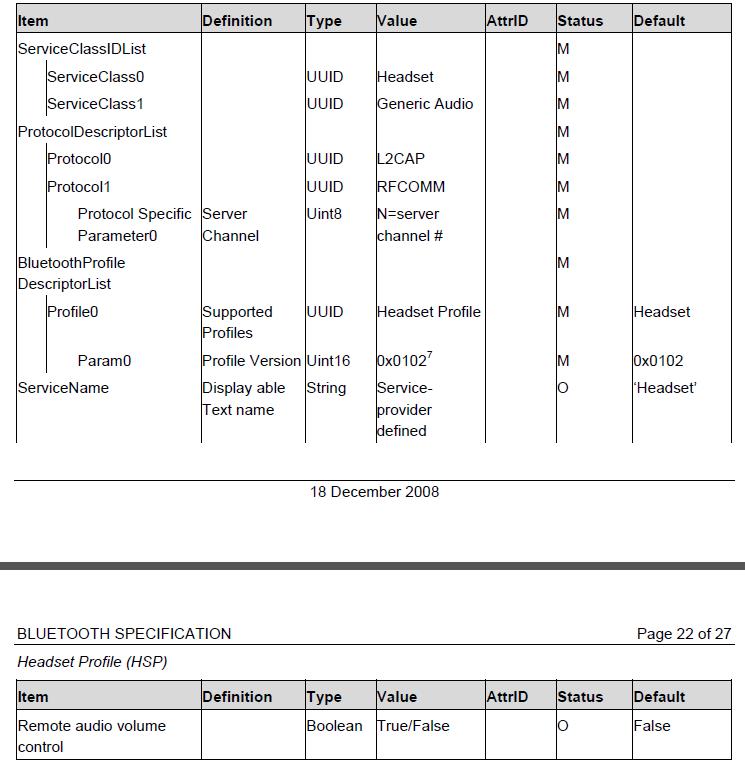 Item Definition Type Value AttrID Status Default
ServiceClassIDList M
ServiceClass0 UUID Headset M
ServiceClass1 UUID Generic Audio M
ProtocolDescriptorList M
Protocol0 UUID L2CAP M
Protocol1 UUID RFCOMM M
Protocol Specific Server Uint8 N=server M
Parameter0 Channel channel #
BluetoothProfile M
DescriptorList
Profile0 Supported UUID Headset Profile M Headset
Profiles
Param0 Profile Version Uint16 0x0102⁷ M 0x0102
ServiceName Display able String Service- O ‘Headset’
Text name provider
defined
18 December 2008
BLUETOOTH SPECIFICATION Page 22 of 27
Headset Profile (HSP)
Item Definition Type Value AttrID Status Default
Remote audio volume Boolean True/False O False
control